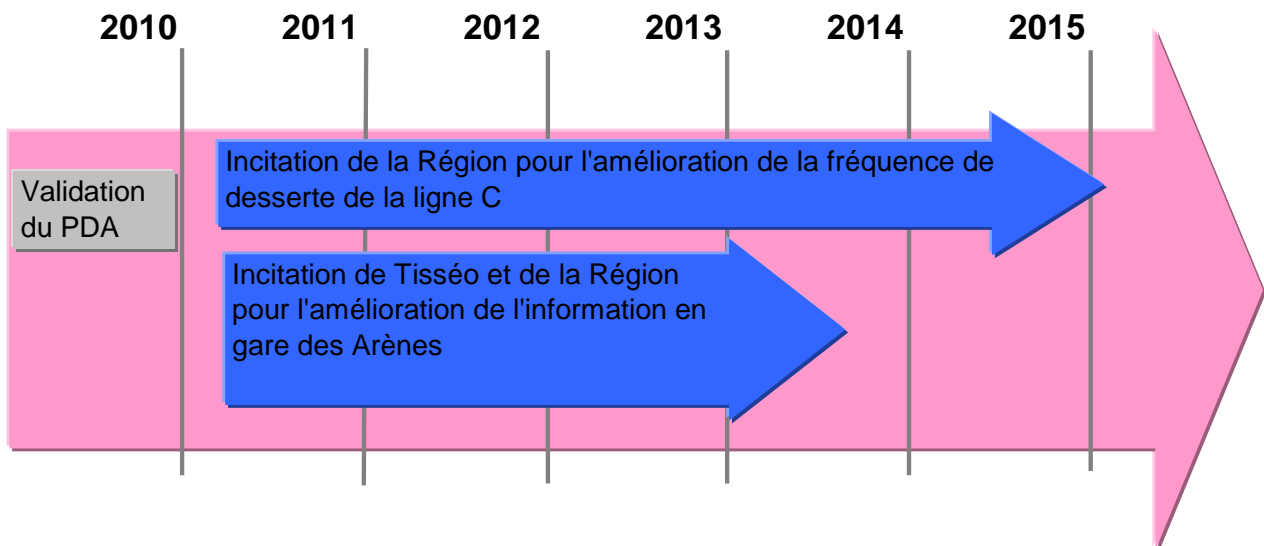 2010 2011 2012 2013 2014 2015
Incitation de la Région pour l'amélioration de la fréquence de
desserte de la ligne C
Validation
du PDA
Incitation de Tisséo et de la Région
pour l'amélioration de l'information en
gare des Arènes